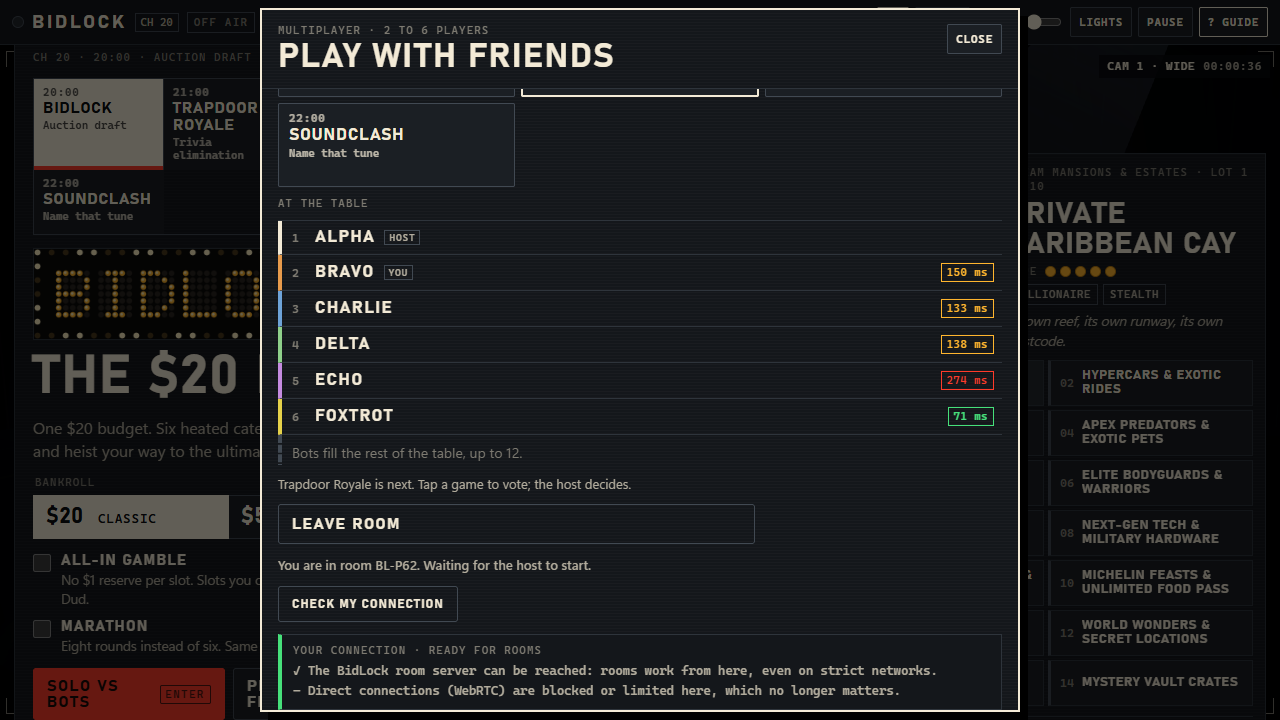 BIDLOCK CH 20 OFF AIR
LIGHTS PAUSE ? GUIDE
CH 20 · 20:00 · AUCTION DRAFT
20:00
BIDLOCK
Auction draft
21:00
TRAPDOOR
ROYALE
Trivia
elimination
22:00
SOUNDCLASH
Name that tune
BIDLO
THE $20
One $20 budget. Six heated cate
and heist your way to the ultima
BANKROLL
$20 CLASSIC
ALL-IN GAMBLE
No $1 reserve per slot. Slots you c
Dud.
MARATHON
Eight rounds instead of six. Same
SOLO VS
BOTS
ENTER
MULTIPLAYER · 2 TO 6 PLAYERS
PLAY WITH FRIENDS
CLOSE
22:00
SOUNDCLASH
Name that tune
AT THE TABLE
1 ALPHA HOST
2 BRAVO YOU 150 ms
3 CHARLIE 133 ms
4 DELTA 138 ms
5 ECHO 274 ms
6 FOXTROT 71 ms
Bots fill the rest of the table, up to 12.
Trapdoor Royale is next. Tap a game to vote; the host decides.
LEAVE ROOM
You are in room BL-P62. Waiting for the host to start.
CHECK MY CONNECTION
YOUR CONNECTION · READY FOR ROOMS
✓ The BidLock room server can be reached: rooms work from here, even on strict networks.
– Direct connections (WebRTC) are blocked or limited here, which no longer matters.
CAM 1 · WIDE 00:00:36
AM MANSIONS & ESTATES · LOT 1
10
RIVATE
ARIBBEAN CAY
LLIONAIRE STEALTH
own reef, its own runway, its own
stcode.
02 HYPERCARS & EXOTIC
RIDES
04 APEX PREDATORS &
EXOTIC PETS
06 ELITE BODYGUARDS &
WARRIORS
08 NEXT-GEN TECH &
MILITARY HARDWARE
10 MICHELIN FEASTS &
UNLIMITED FOOD PASS
12 WORLD WONDERS &
SECRET LOCATIONS
14 MYSTERY VAULT CRATES